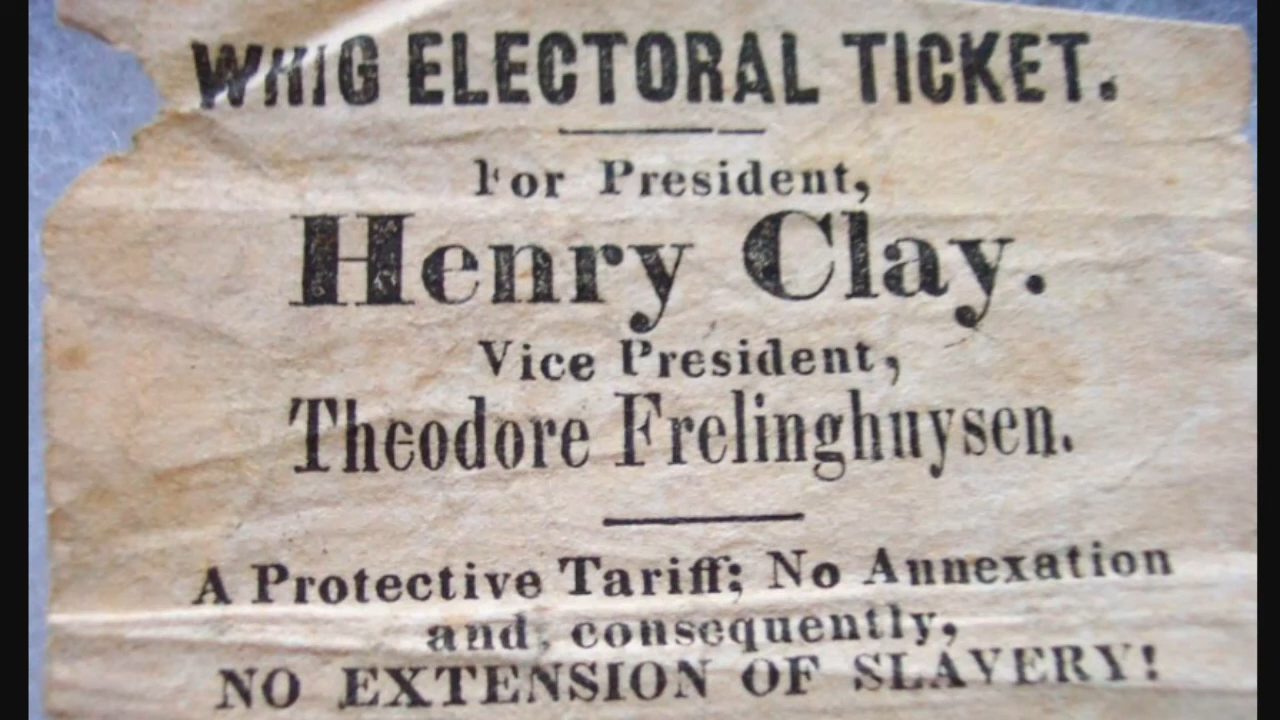 WHIG ELECTORAL TICKET.
For President,
Henry Clay.
Vice President,
Theodore Frelinghuysen.
A Protective Tariff; No Annexation
and, consequently,
NO EXTENSION OF SLAVERY!